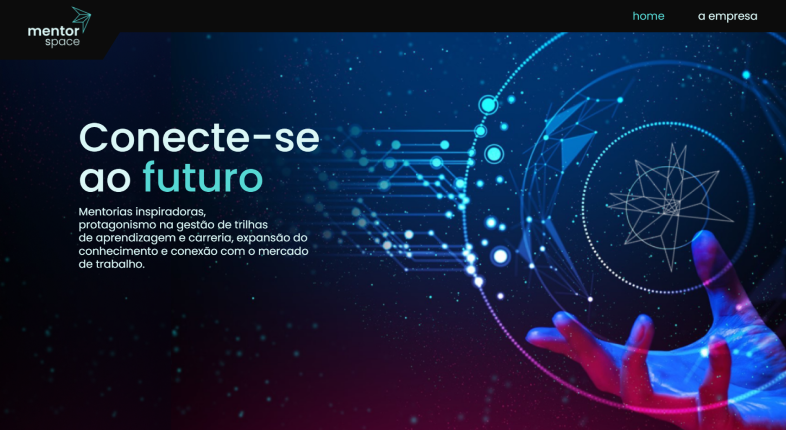 mentor
space
home
a empresa
Conecte-se
ao futuro
Mentorias inspiradoras,
protagonismo na gestão de trilhas
de aprendizagem e carreria, expansão do
conhecimento e conexão com o mercado
de trabalho.